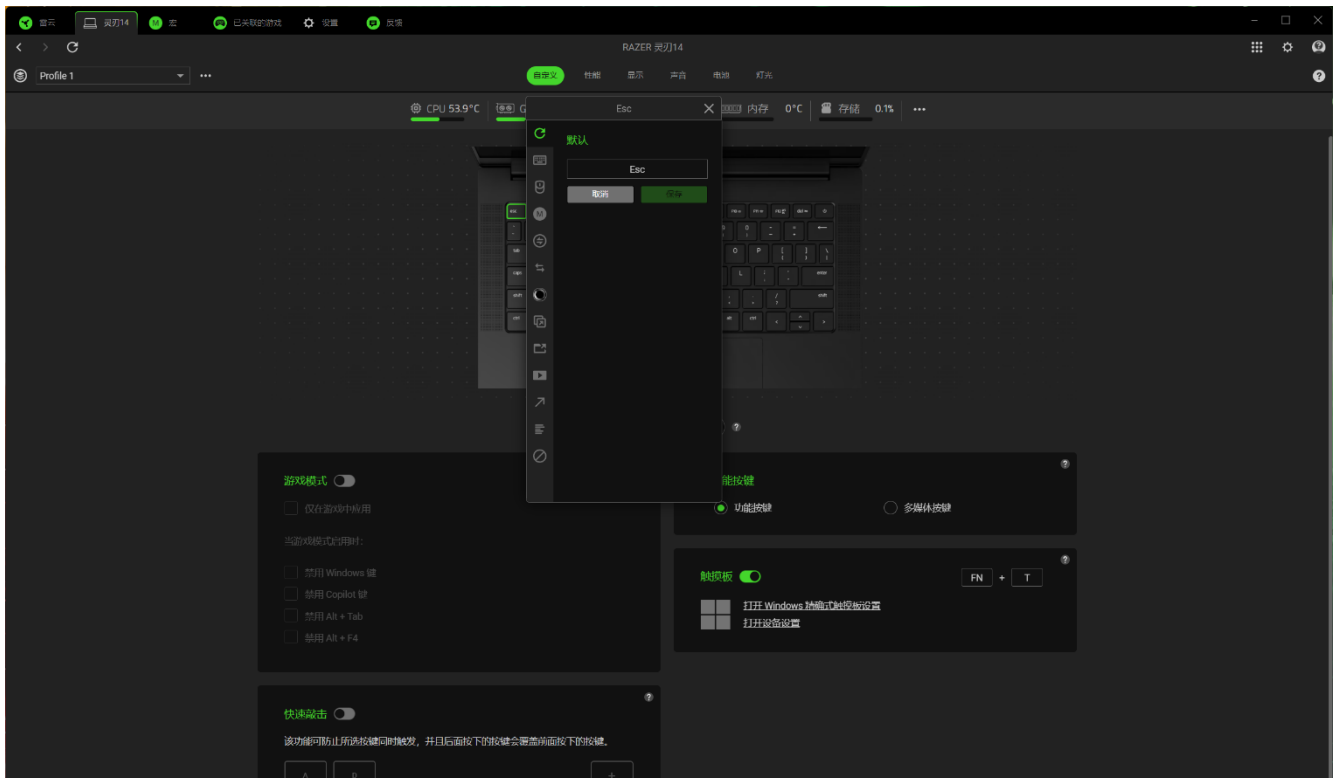 雷云 灵刃14 M 宏 已关联的游戏 设置 反馈
RAZER 灵刃14
Profile 1
自定义 性能 显示 声音 电池 灯光
CPU 53.9°C G 内存 0°C 存储 0.1%
Esc
默认
Esc
取消 保存
M
esc
tab
O P
caps
L enter
shift shift
游戏模式
仅在游戏中应用
当游戏模式启用时:
禁用 Windows 键
禁用 Copilot 键
禁用 Alt + Tab
禁用 Alt + F4
能按键
功能按键 多媒体按键
触摸板 FN + T
打开 Windows 精确式触摸板设置
打开设备设置
快速敲击
该功能可防止所选按键同时触发，并且后面按下的按键会覆盖前面按下的按键。
A D +